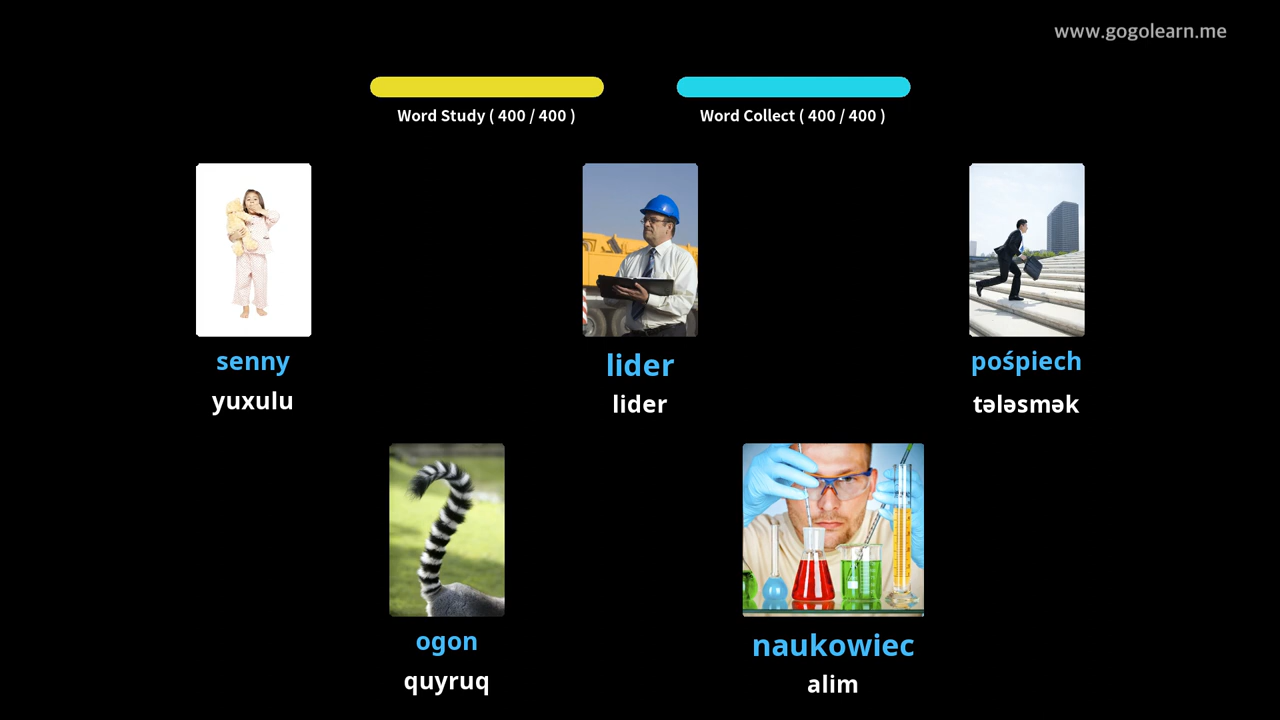 www.gogolearn.me
Word Study ( 400 / 400 )
Word Collect ( 400 / 400 )
senny
yuxulu
lider
lider
pośpiech
tələsmək
ogon
quyruq
naukowiec
alim